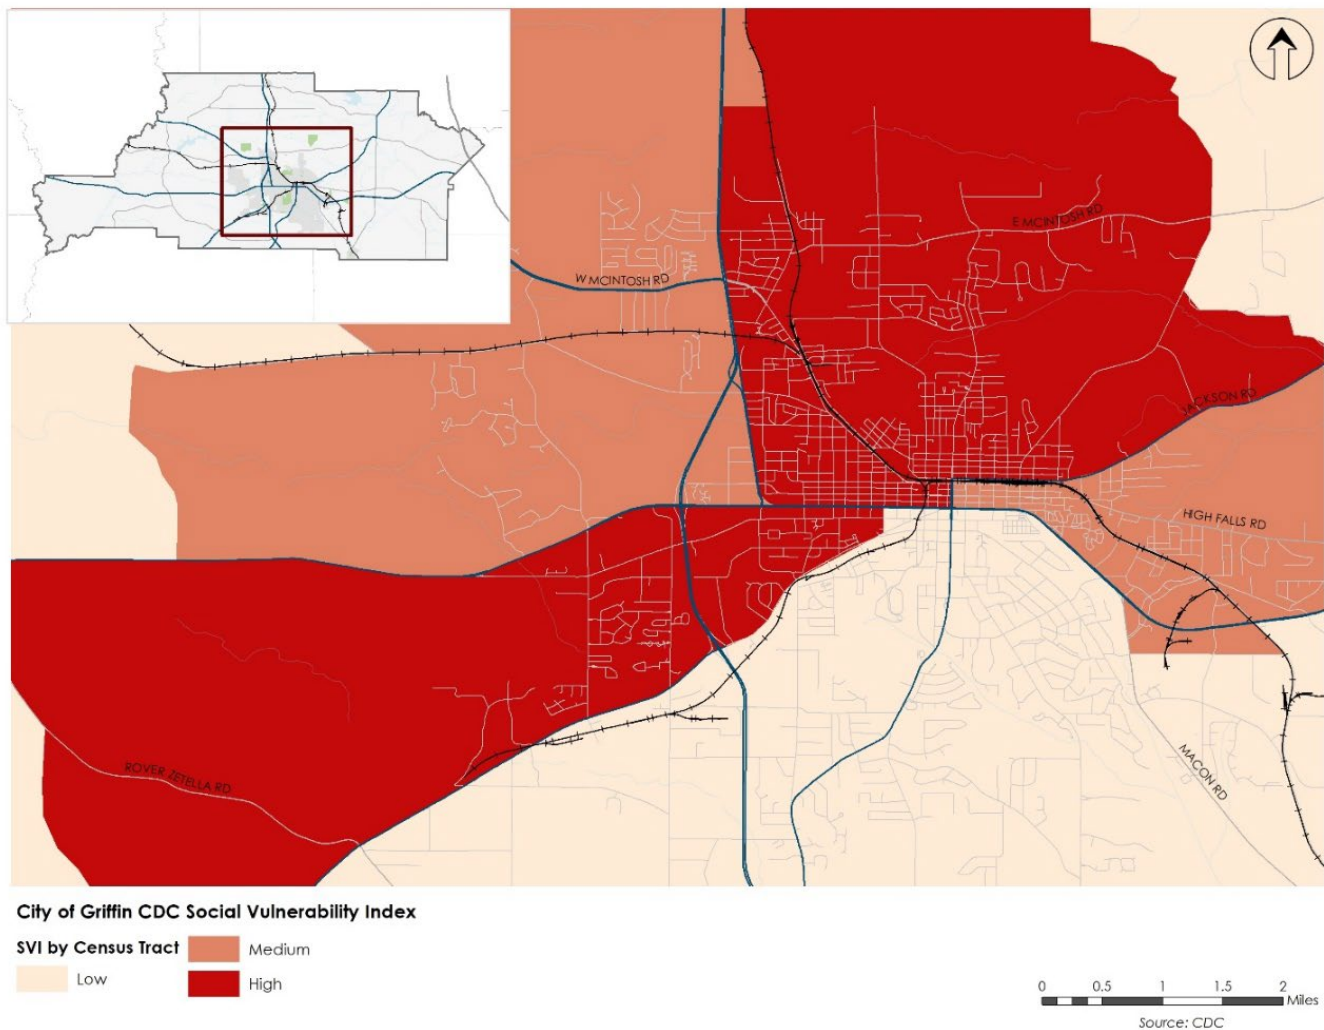 E MCINTOSH RD
W MCINTOSH RD
JACKSON RD
HIGH FALLS RD
ROVER ZETELLA RD
MACON RD
City of Griffin CDC Social Vulnerability Index
SVI by Census Tract
Low
Medium
High
0 0.5 1 1.5 2
Miles
Source: CDC